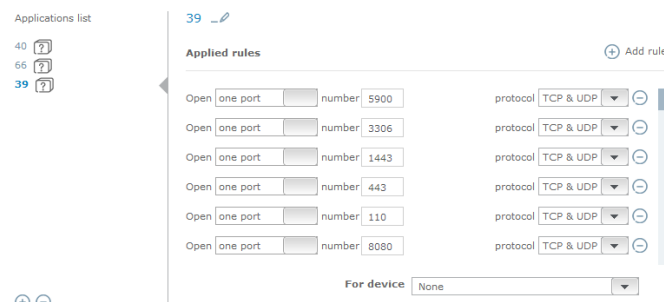 Applications list
40
66
39
39
Applied rules
Add rule
Open one port number 5900 protocol TCP & UDP
Open one port number 3306 protocol TCP & UDP
Open one port number 1443 protocol TCP & UDP
Open one port number 443 protocol TCP & UDP
Open one port number 110 protocol TCP & UDP
Open one port number 8080 protocol TCP & UDP
For device None